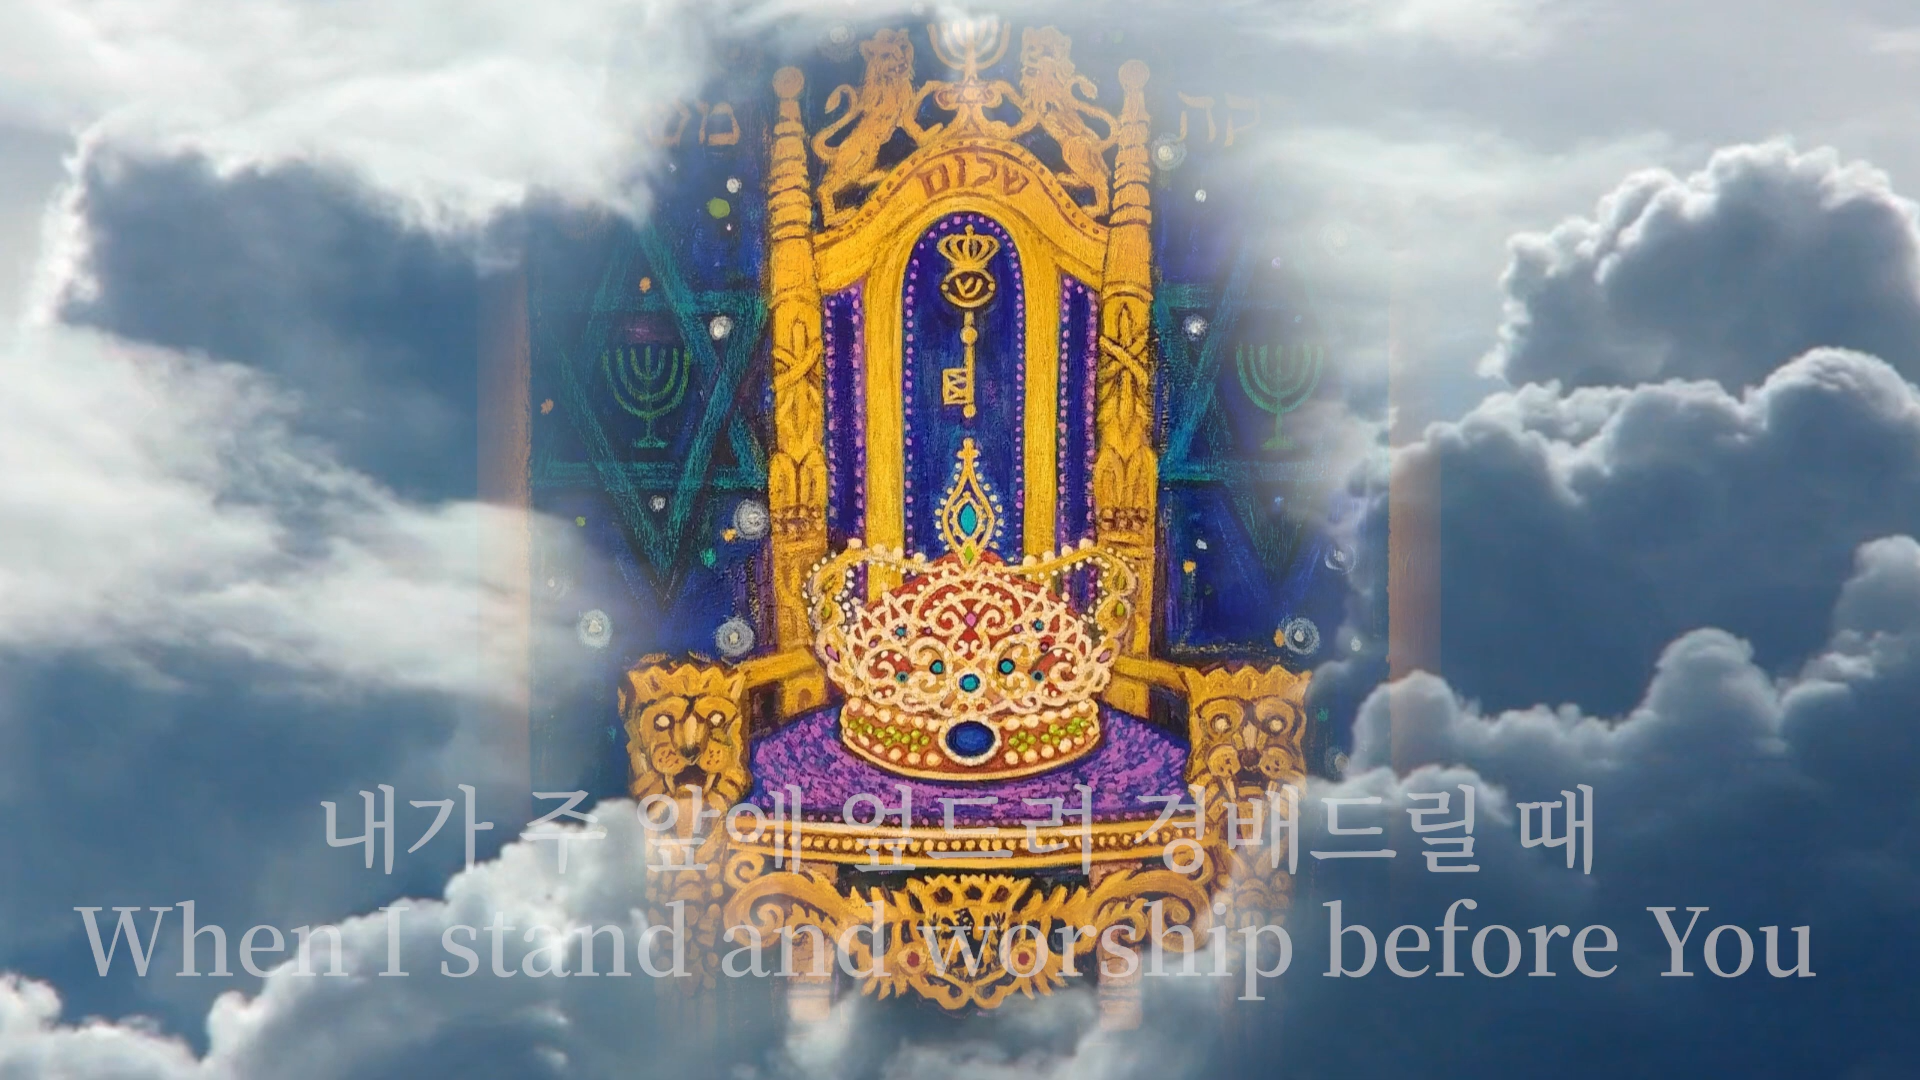 שלום
ש
내가 주 앞에 엎드려 경배드릴 때
When I stand and worship before You